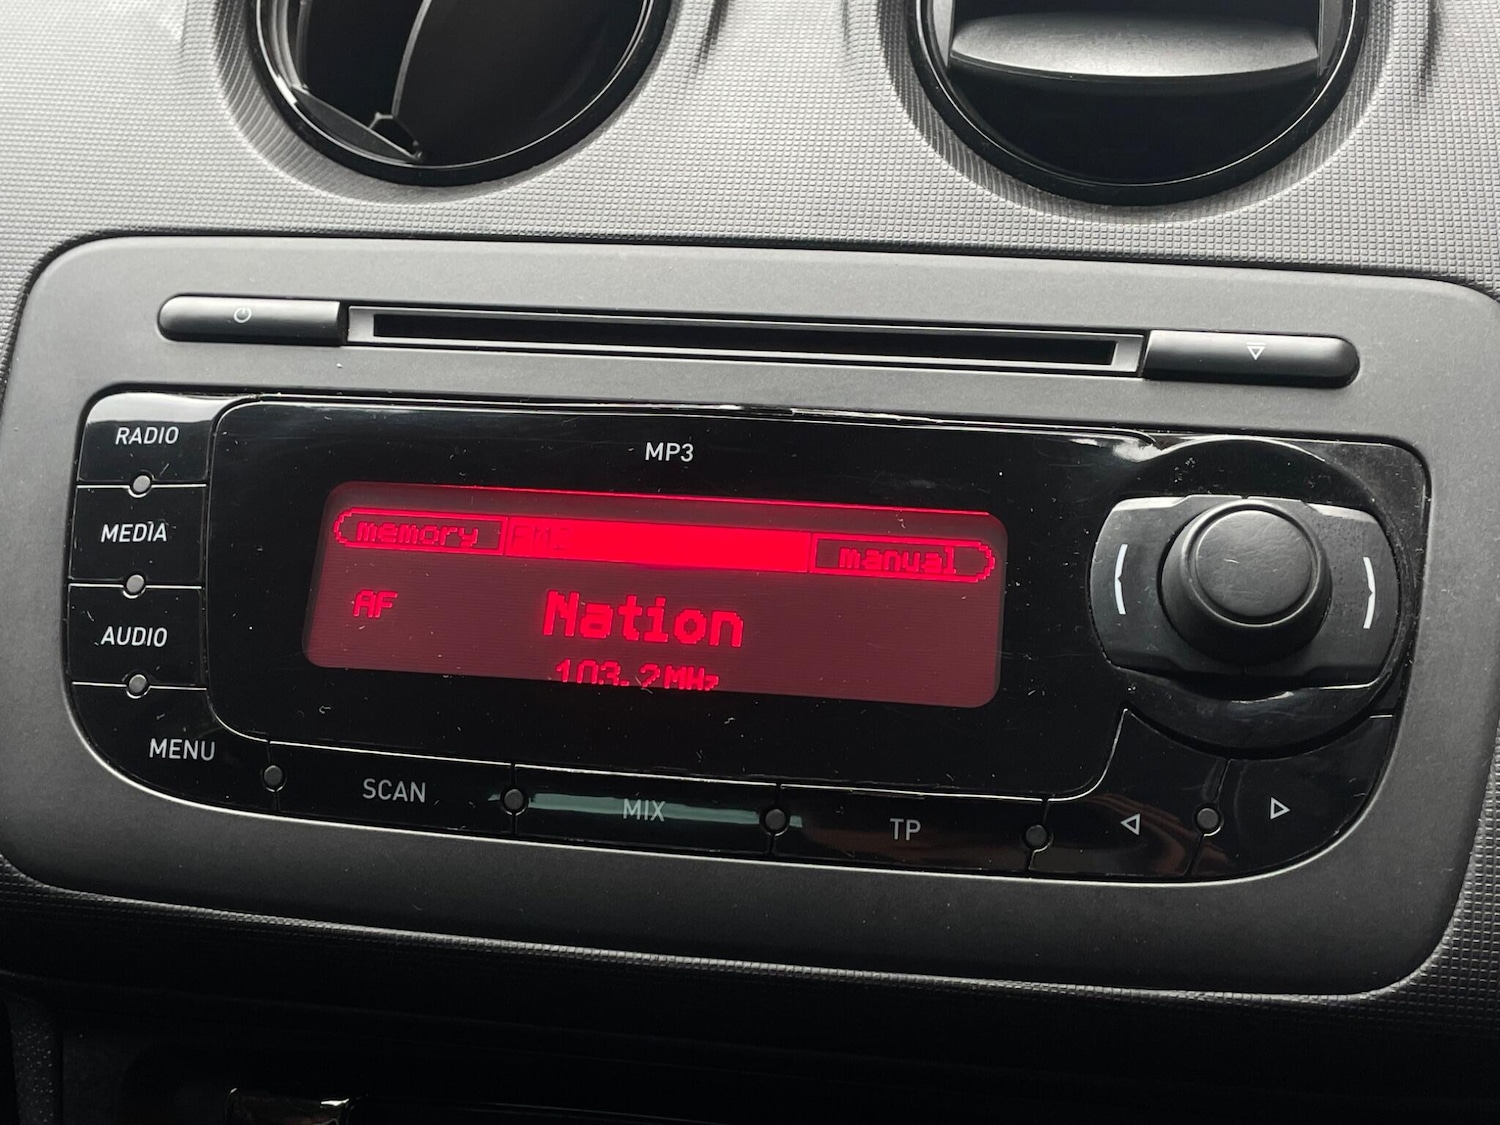 MP3
RADIO
MEDIA
AUDIO
MENU
memory
manual
AF
Nation
103.2MHz
SCAN
MIX
TP